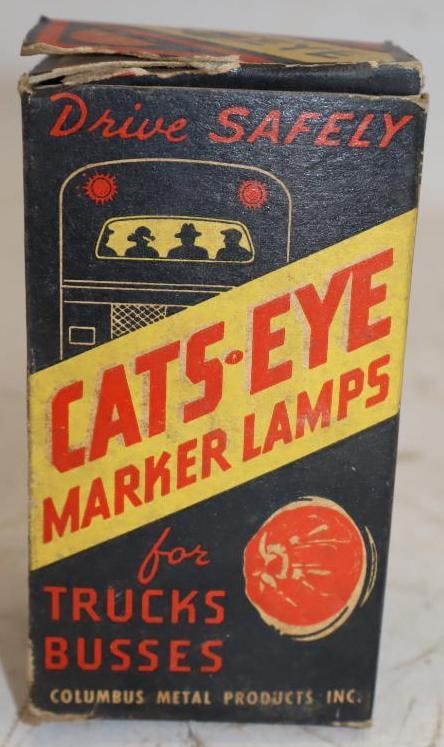 Drive SAFELY
CATS•EYE
MARKER LAMPS
for
TRUCKS
BUSSES
COLUMBUS METAL PRODUCTS INC.